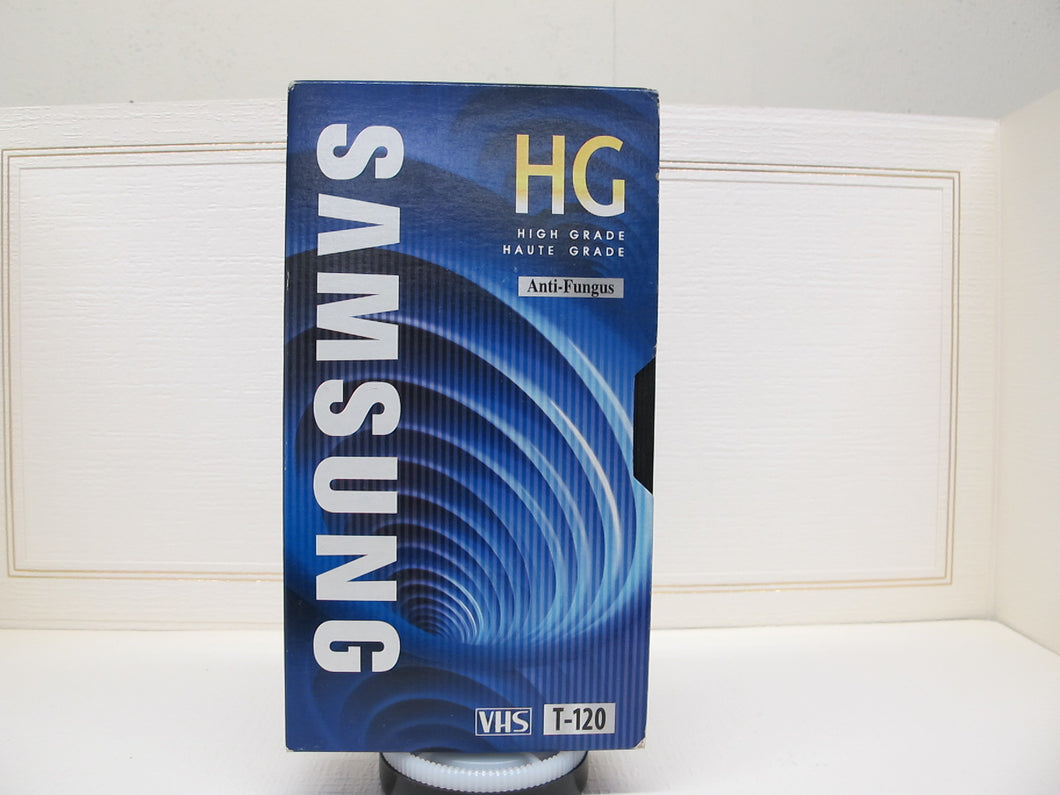 SAMSUNG
HG
HIGH GRADE
HAUTE GRADE
Anti-Fungus
VHS T-120